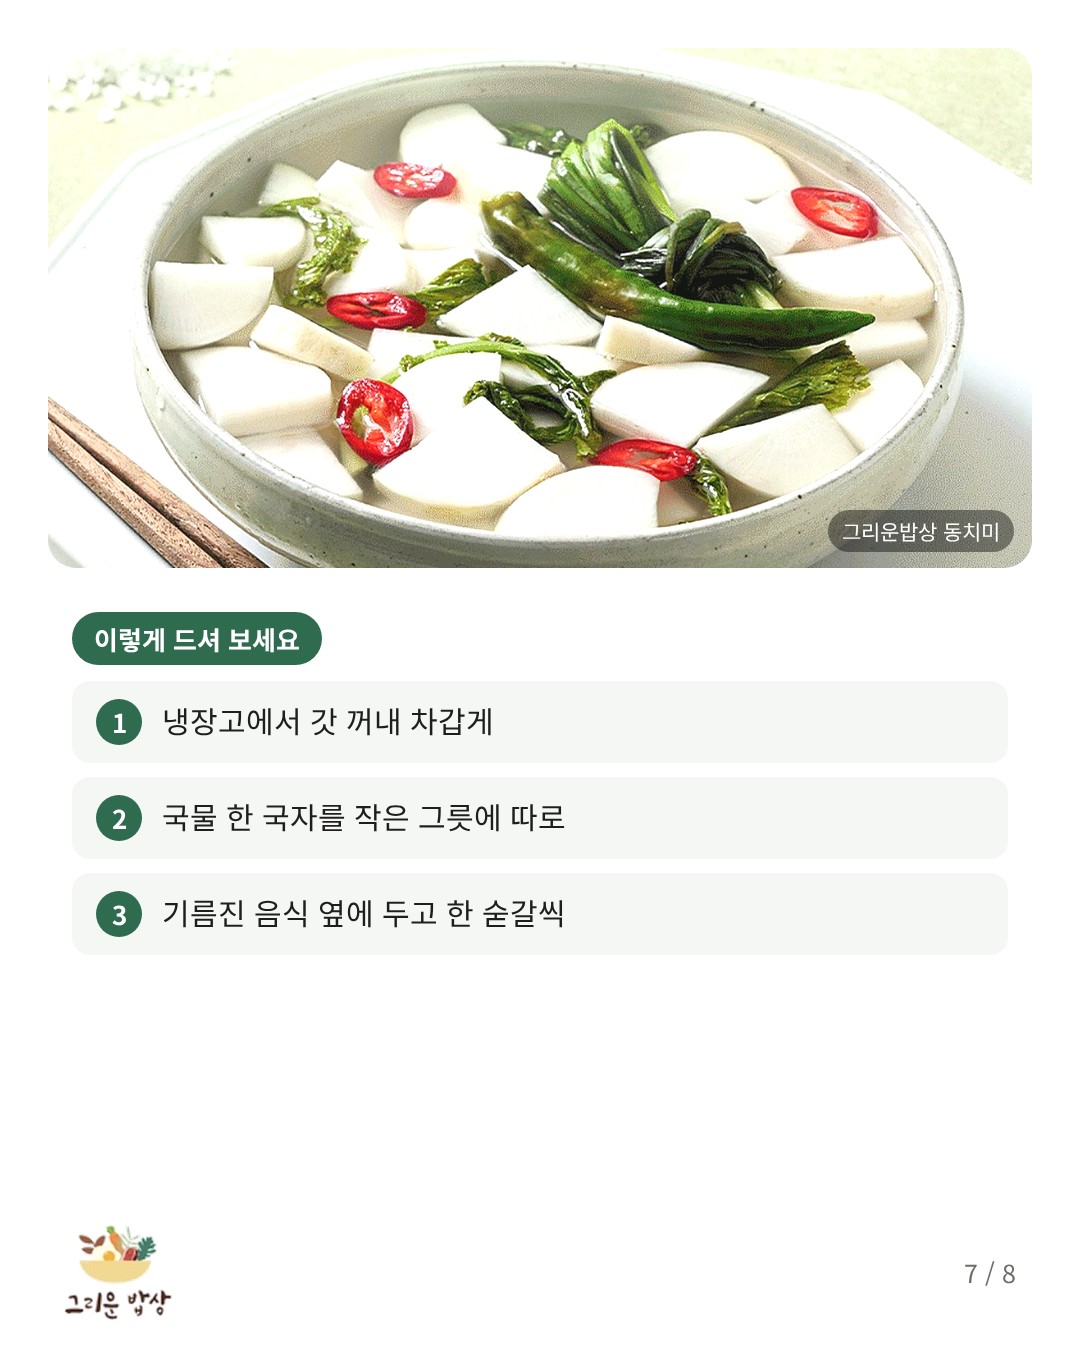 그리운밥상 동치미
이렇게 드셔 보세요
1 냉장고에서 갓 꺼내 차갑게
2 국물 한 국자를 작은 그릇에 따로
3 기름진 음식 옆에 두고 한 숟갈씩
그리운 밥상
7 / 8